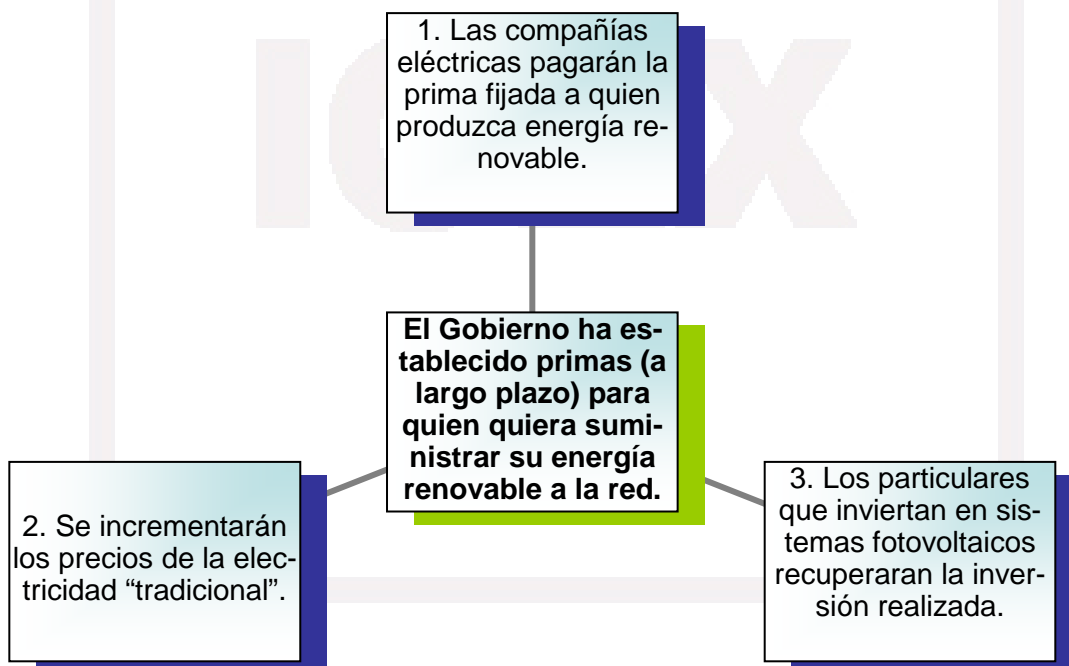 1. Las compañías
eléctricas pagarán la
prima fijada a quien
produzca energía re-
novable.
El Gobierno ha es-
tablecido primas (a
largo plazo) para
quien quiera sumi-
nistrar su energía
renovable a la red.
2. Se incrementarán
los precios de la elec-
tricidad “tradicional”.
3. Los particulares
que inviertan en sis-
temas fotovoltaicos
recuperaran la inver-
sión realizada.